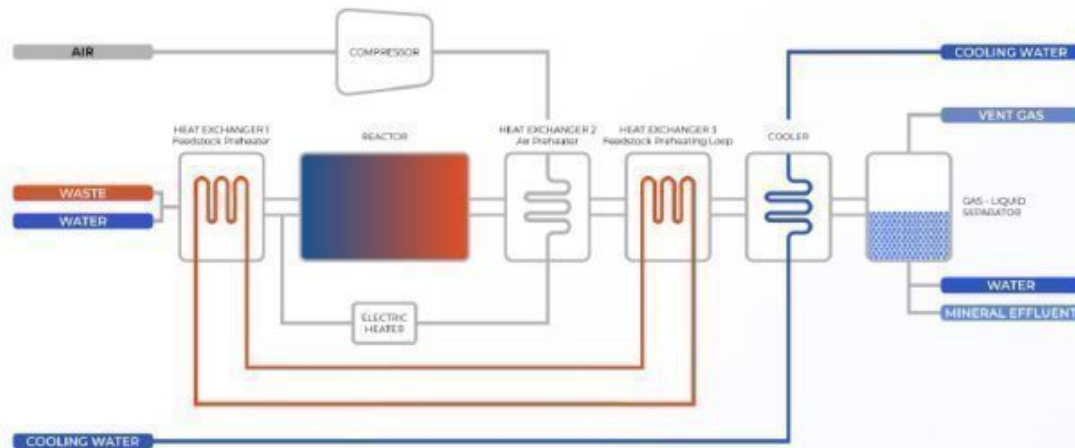 AIR
COMPRESSOR
COOLING WATER
VENT GAS
HEAT EXCHANGER 1
Feedstock Preheater
REACTOR
HEAT EXCHANGER 2
Air Preheater
HEAT EXCHANGER 3
Feedstock Preheating Loop
COOLER
WASTE
WATER
GAS - LIQUID
SEPARATOR
ELECTRIC
HEATER
WATER
MINERAL EFFLUENT
COOLING WATER